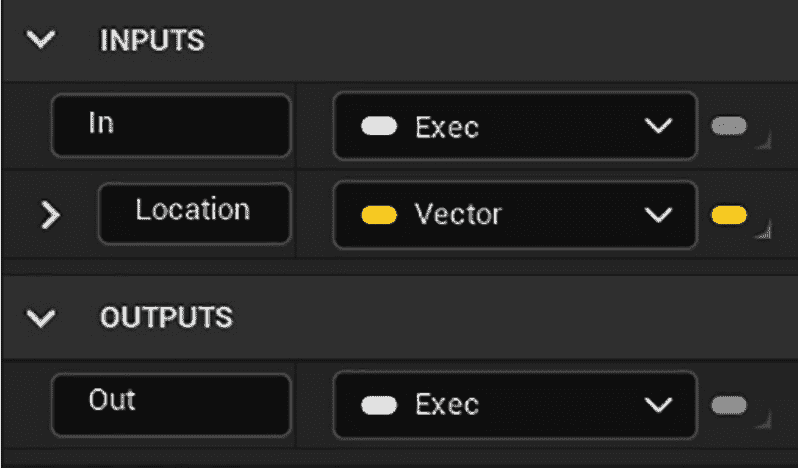 INPUTS
In Exec
Location Vector
OUTPUTS
Out Exec